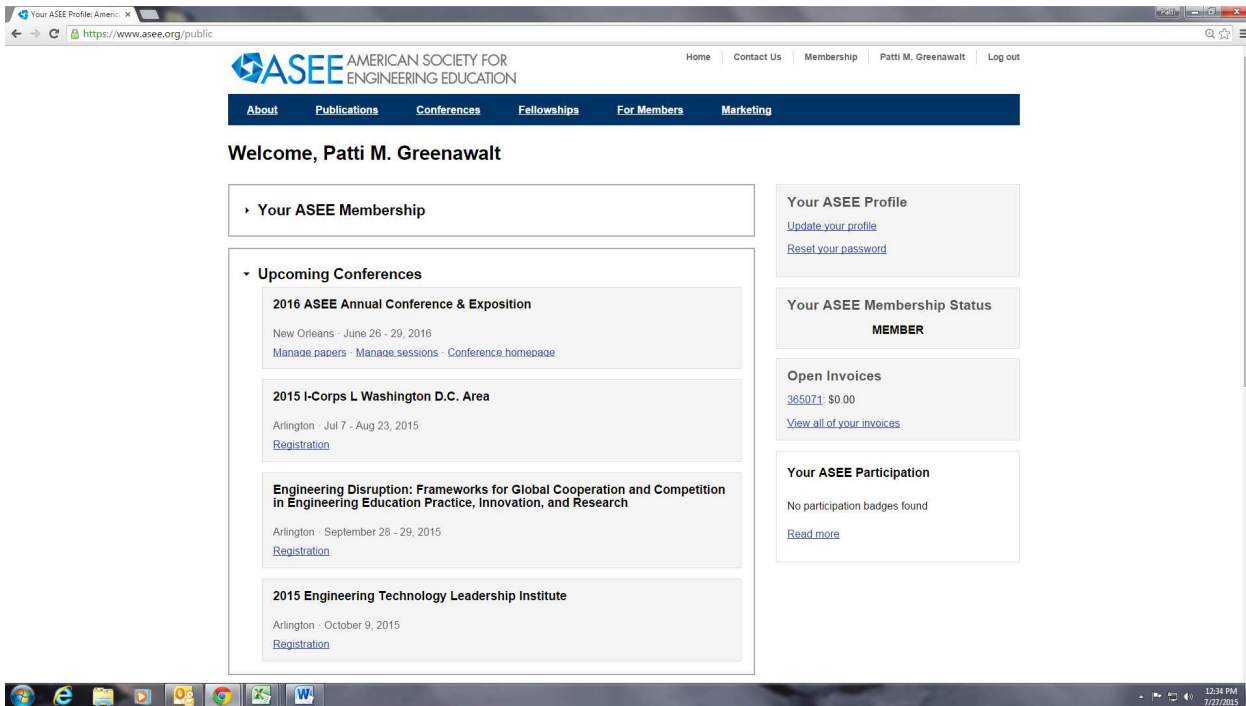 Your ASEE Profile: Americ
Patti
https://www.asee.org/public
ASEE AMERICAN SOCIETY FOR
ENGINEERING EDUCATION
Home Contact Us Membership Patti M. Greenawalt Log out
About Publications Conferences Fellowships For Members Marketing
Welcome, Patti M. Greenawalt
Your ASEE Membership
Upcoming Conferences
2016 ASEE Annual Conference & Exposition
New Orleans · June 26 - 29, 2016
Manage papers · Manage sessions · Conference homepage
2015 I-Corps L Washington D.C. Area
Arlington · Jul 7 - Aug 23, 2015
Registration
Engineering Disruption: Frameworks for Global Cooperation and Competition
in Engineering Education Practice, Innovation, and Research
Arlington · September 28 - 29, 2015
Registration
2015 Engineering Technology Leadership Institute
Arlington · October 9, 2015
Registration
Your ASEE Profile
Update your profile
Reset your password
Your ASEE Membership Status
MEMBER
Open Invoices
365071: $0.00
View all of your invoices
Your ASEE Participation
No participation badges found
Read more
12:34 PM
7/27/2015